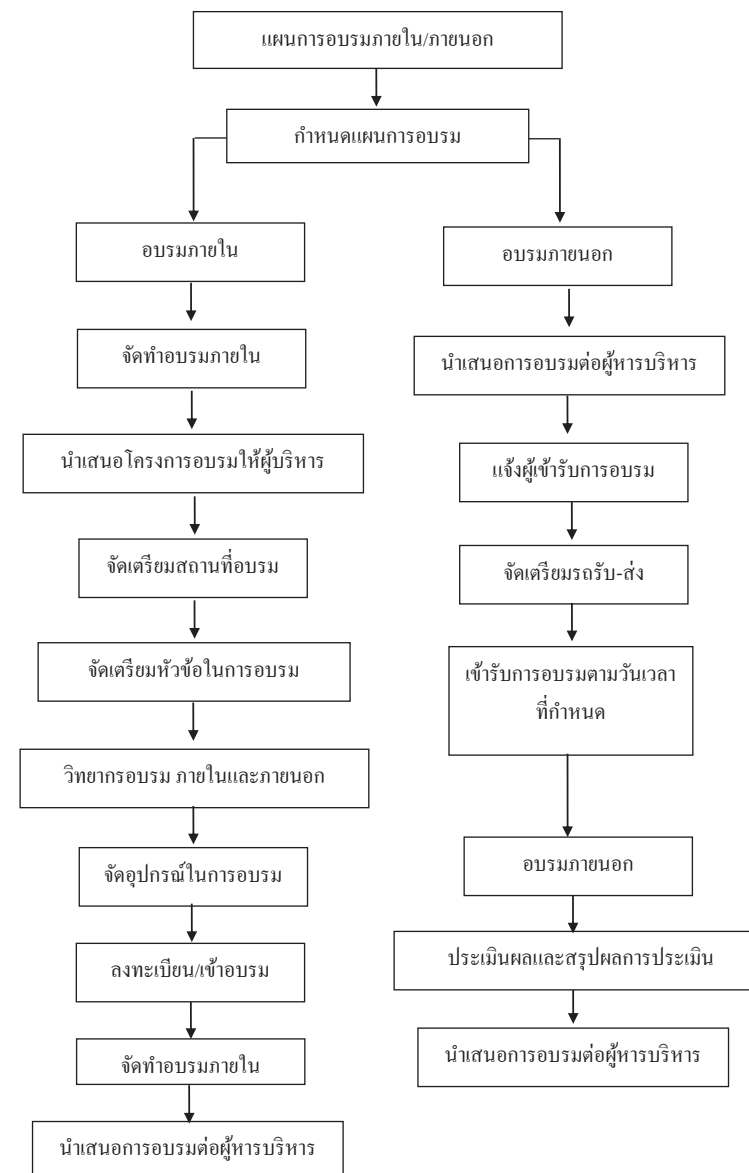 แผนการอบรมภายใน/ภายนอก
กำหนดแผนการอบรม
อบรมภายใน
จัดทำอบรมภายใน
นำเสนอโครงการอบรมให้ผู้บริหาร
จัดเตรียมสถานที่อบรม
จัดเตรียมหัวข้อในการอบรม
วิทยากรอบรม ภายในและภายนอก
จัดอุปกรณ์ในการอบรม
ลงทะเบียน/เข้าอบรม
จัดทำอบรมภายใน
นำเสนอการอบรมต่อผู้หารบริหาร
อบรมภายนอก
นำเสนอการอบรมต่อผู้หารบริหาร
แจ้งผู้เข้ารับการอบรม
จัดเตรียมรถรับ-ส่ง
เข้ารับการอบรมตามวันเวลา
ที่กำหนด
อบรมภายนอก
ประเมินผลและสรุปผลการประเมิน
นำเสนอการอบรมต่อผู้หารบริหาร